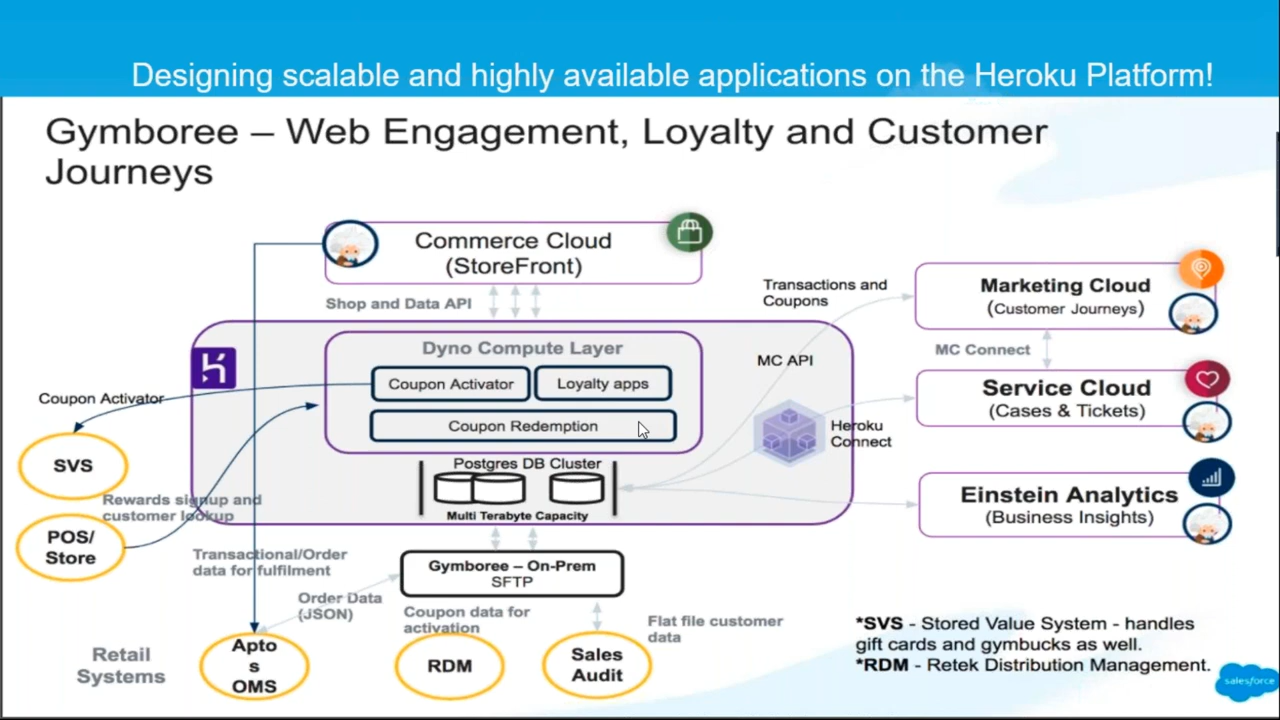 Designing scalable and highly available applications on the Heroku Platform!
Gymboree – Web Engagement, Loyalty and Customer
Journeys
Commerce Cloud
(StoreFront)
Shop and Data API
Transactions and
Coupons
Marketing Cloud
(Customer Journeys)
Dyno Compute Layer
MC API
MC Connect
Coupon Activator
Loyalty apps
Coupon Activator
Service Cloud
(Cases & Tickets)
Coupon Redemption
Heroku
Connect
SVS
Postgres DB Cluster
Multi Terabyte Capacity
Rewards signup and
customer lookup
Einstein Analytics
(Business Insights)
POS/
Store
Transactional/Order
data for fulfilment
Gymboree – On-Prem
SFTP
Order Data
(JSON)
Coupon data for
activation
Flat file customer
data
Retail
Systems
Apto
s
OMS
RDM
Sales
Audit
*SVS - Stored Value System - handles
gift cards and gymbucks as well.
*RDM - Retek Distribution Management.
salesforce